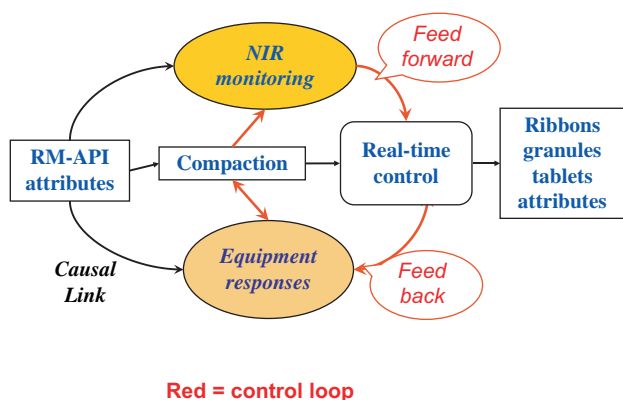 NIR
monitoring
Feed
forward
RM-API
attributes
Compaction
Real-time
control
Ribbons
granules
tablets
attributes
Causal
Link
Equipment
responses
Feed
back
Red = control loop